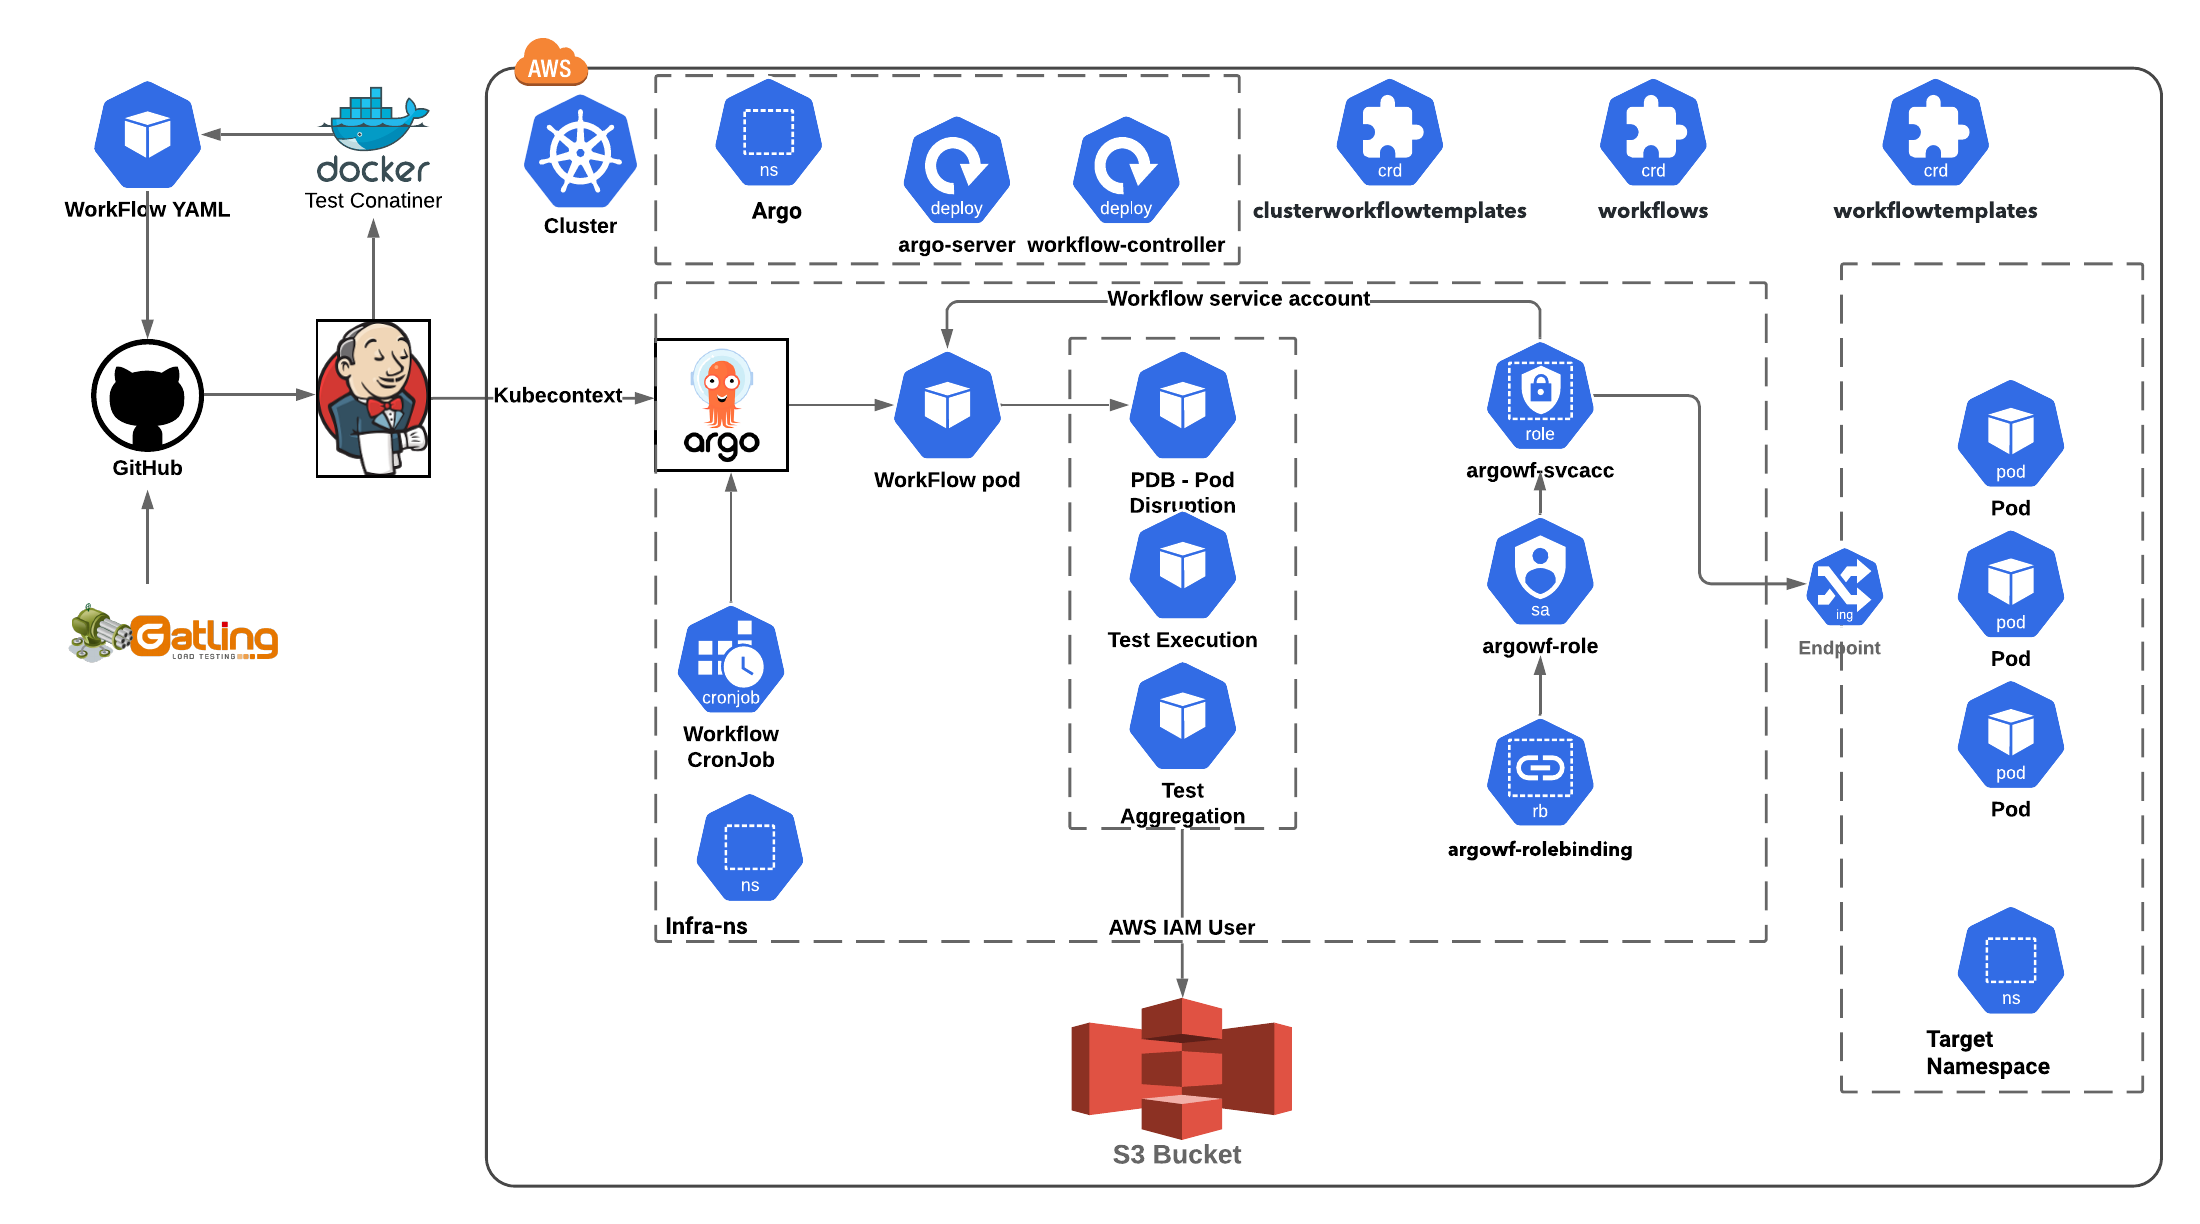 AWS
WorkFlow YAML
docker
Test Conatiner
Cluster
ns
Argo
deploy
argo-server
deploy
workflow-controller
crd
clusterworkflowtemplates
crd
workflows
crd
workflowtemplates
Workflow service account
GitHub
Kubecontext
argo
WorkFlow pod
PDB - Pod
Disruption
role
argowf-svcacc
pod
Pod
Gatling
LOAD TESTING
cronjob
Workflow
CronJob
Test Execution
sa
argowf-role
ing
Endpoint
pod
Pod
Test
Aggregation
rb
argowf-rolebinding
pod
Pod
ns
Infra-ns
AWS IAM User
ns
Target
Namespace
S3 Bucket